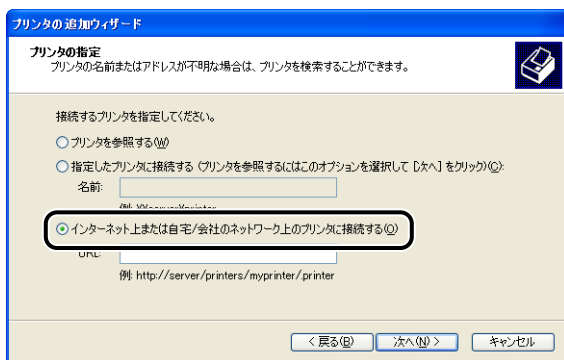 プリンタの追加ウィザード
プリンタの指定
プリンタの名前またはアドレスが不明な場合は、プリンタを検索することができます。
接続するプリンタを指定してください。
プリンタを参照する(W)
指定したプリンタに接続する (プリンタを参照するにはこのオプションを選択して [次へ] をクリック)(C):
名前:
例: ¥¥server¥printer
インターネット上または自宅/会社のネットワーク上のプリンタに接続する(O)
URL:
例: http://server/printers/myprinter/.printer
< 戻る(B)
次へ(N) >
キャンセル